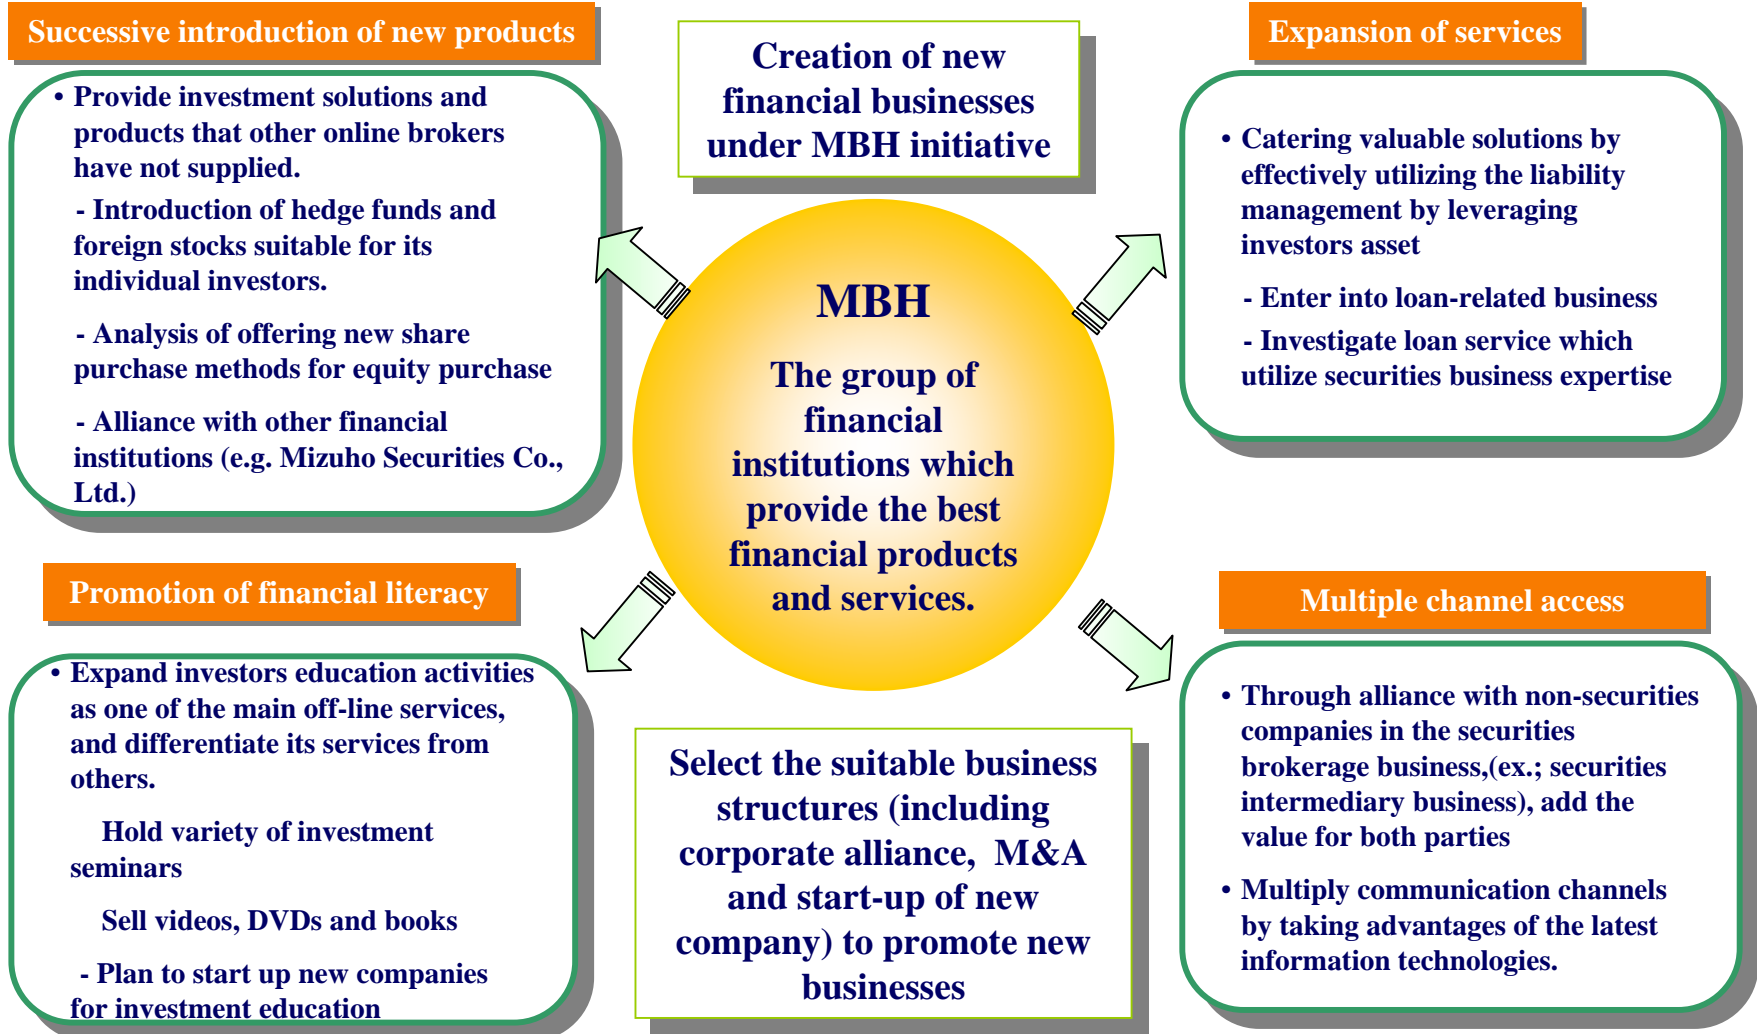 Successive introduction of new products
• Provide investment solutions and
products that other online brokers
have not supplied.
- Introduction of hedge funds and
foreign stocks suitable for its
individual investors.
- Analysis of offering new share
purchase methods for equity purchase
- Alliance with other financial
institutions (e.g. Mizuho Securities Co.,
Ltd.)
Creation of new
financial businesses
under MBH initiative
Expansion of services
• Catering valuable solutions by
effectively utilizing the liability
management by leveraging
investors asset
- Enter into loan-related business
- Investigate loan service which
utilize securities business expertise
MBH
The group of
financial
institutions which
provide the best
financial products
and services.
Promotion of financial literacy
• Expand investors education activities
as one of the main off-line services,
and differentiate its services from
others.
Hold variety of investment
seminars
Sell videos, DVDs and books
- Plan to start up new companies
for investment education
Select the suitable business
structures (including
corporate alliance, M&A
and start-up of new
company) to promote new
businesses
Multiple channel access
• Through alliance with non-securities
companies in the securities
brokerage business,(ex.; securities
intermediary business), add the
value for both parties
• Multiply communication channels
by taking advantages of the latest
information technologies.